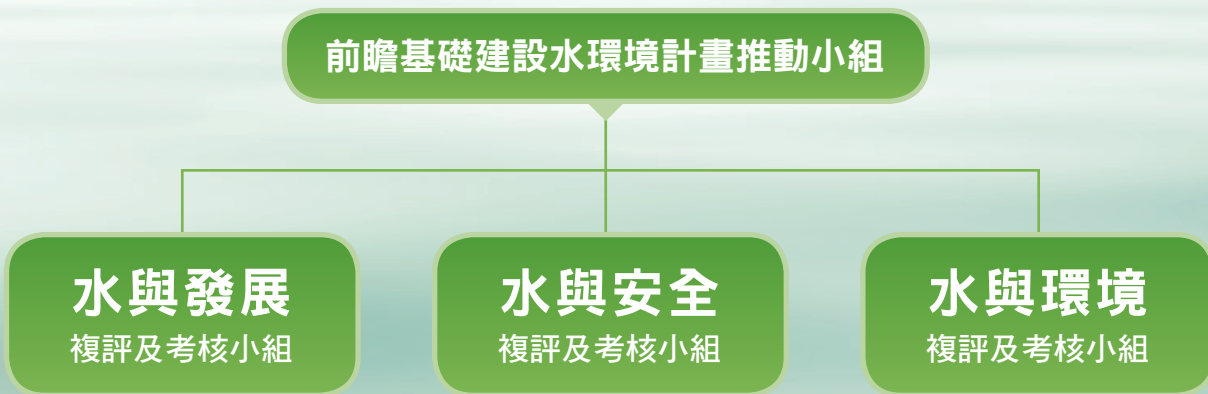 前瞻基礎建設水環境計畫推動小組
水與發展
複評及考核小組
水與安全
複評及考核小組
水與環境
複評及考核小組